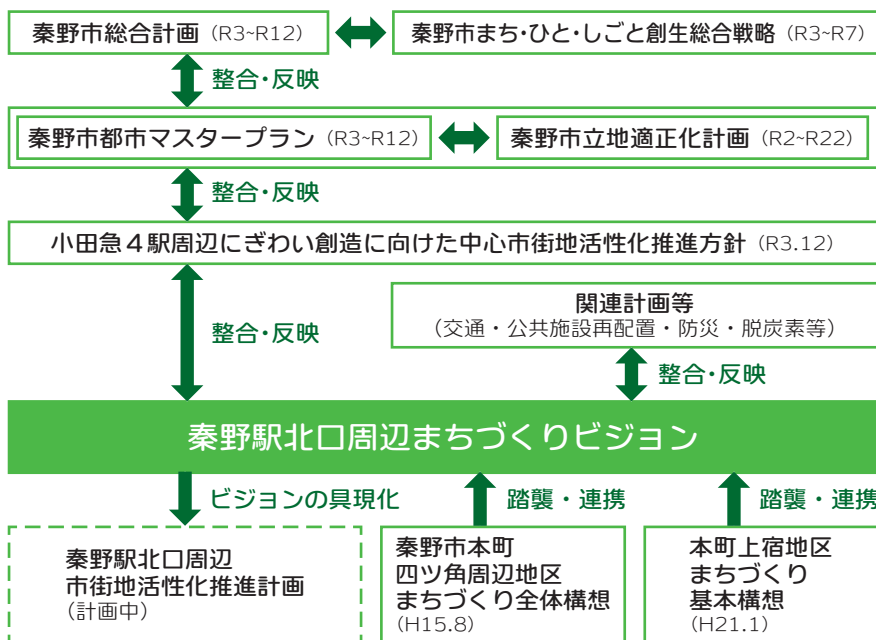 秦野市総合計画 (R3~R12)
秦野市まち・ひと・しごと創生総合戦略 (R3~R7)
整合・反映
秦野市都市マスタープラン (R3~R12)
秦野市立地適正化計画 (R2~R22)
整合・反映
小田急4駅周辺にぎわい創造に向けた中心市街地活性化推進方針 (R3.12)
整合・反映
関連計画等
（交通・公共施設再配置・防災・脱炭素等）
整合・反映
秦野駅北口周辺まちづくりビジョン
ビジョンの具現化
踏襲・連携
踏襲・連携
秦野駅北口周辺
市街地活性化推進計画
（計画中）
秦野市本町
四ツ角周辺地区
まちづくり全体構想
(H15.8)
本町上宿地区
まちづくり
基本構想
(H21.1)